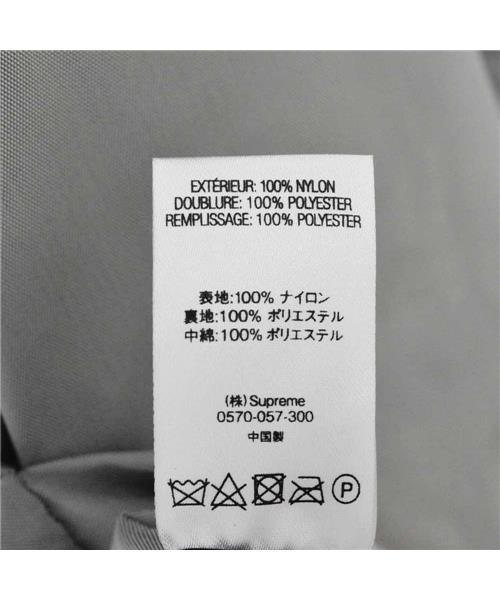 EXTÉRIEUR: 100% NYLON
DOUBLURE: 100% POLYESTER
REMPLISSAGE: 100% POLYESTER
表地:100% ナイロン
裏地:100% ポリエステル
中綿:100% ポリエステル
(株) Supreme
0570-057-300
中国製
P